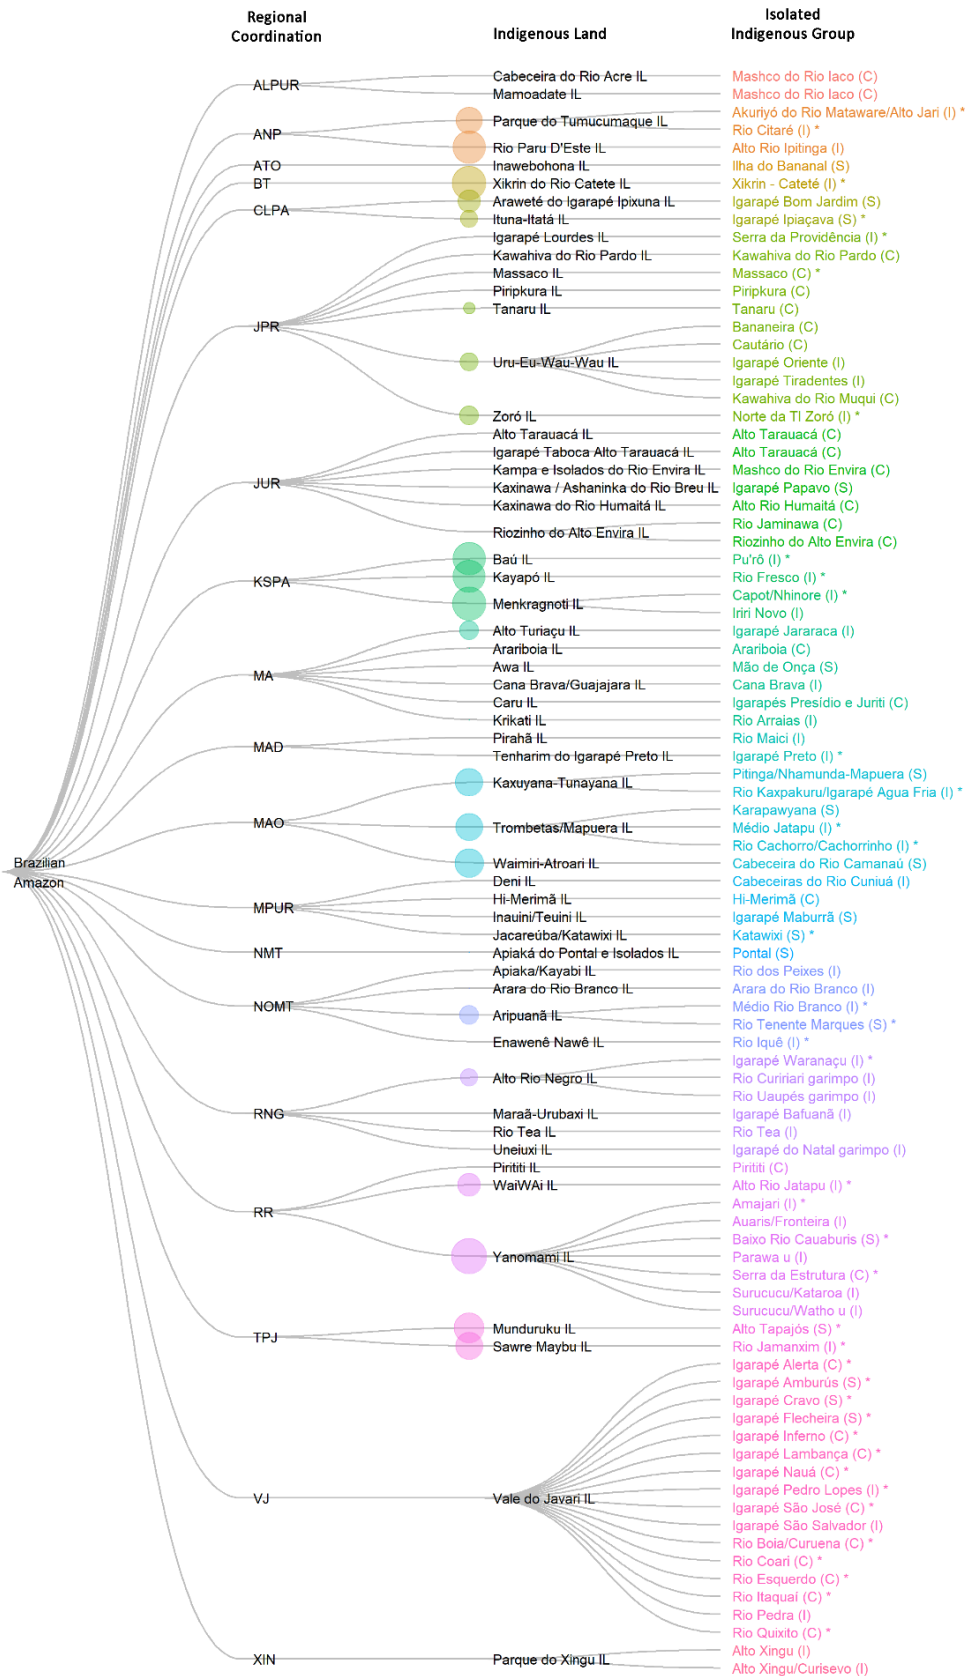 Regional
Coordination
Indigenous Land
Isolated
Indigenous Group
Brazilian
Amazon
ALPUR
Cabeceira do Rio Acre IL
Mashco do Rio Iaco (C)
Mamoadate IL
Mashco do Rio Iaco (C)
ANP
Parque do Tumucumaque IL
Akuriyó do Rio Mataware/Alto Jari (I) *
Rio Citaré (I) *
Rio Paru D'Este IL
Alto Rio Ipitinga (I)
ATO
Inawebohona IL
Ilha do Bananal (S)
BT
Xikrin do Rio Catete IL
Xikrin - Cateté (I) *
CLPA
Araweté do Igarapé Ipixuna IL
Igarapé Bom Jardim (S)
Ituna-Itatá IL
Igarapé Ipiaçava (S) *
JPR
Igarapé Lourdes IL
Serra da Providência (I) *
Kawahiva do Rio Pardo IL
Kawahiva do Rio Pardo (C)
Massaco IL
Massaco (C) *
Piripkura IL
Piripkura (C)
Tanaru IL
Tanaru (C)
Uru-Eu-Wau-Wau IL
Bananeira (C)
Cautário (C)
Igarapé Oriente (I)
Igarapé Tiradentes (I)
Kawahiva do Rio Muqui (C)
Zoró IL
Norte da TI Zoró (I) *
JUR
Alto Tarauacá IL
Alto Tarauacá (C)
Igarapé Taboca Alto Tarauacá IL
Alto Tarauacá (C)
Kampa e Isolados do Rio Envira IL
Mashco do Rio Envira (C)
Kaxinawa / Ashaninka do Rio Breu IL
Igarapé Papavo (S)
Kaxinawa do Rio Humaitá IL
Alto Rio Humaitá (C)
Riozinho do Alto Envira IL
Rio Jaminawa (C)
Riozinho do Alto Envira (C)
KSPA
Baú IL
Pu'rô (I) *
Kayapó IL
Rio Fresco (I) *
Menkragnoti IL
Capot/Nhinore (I) *
Iriri Novo (I)
MA
Alto Turiaçu IL
Igarapé Jararaca (I)
Arariboia IL
Arariboia (C)
Awa IL
Mão de Onça (S)
Cana Brava/Guajajara IL
Cana Brava (I)
Caru IL
Igarapés Presídio e Juriti (C)
Krikati IL
Rio Arraias (I)
MAD
Pirahã IL
Rio Maici (I)
Tenharim do Igarapé Preto IL
Igarapé Preto (I) *
MAO
Kaxuyana-Tunayana IL
Pitinga/Nhamunda-Mapuera (S)
Rio Kaxpakuru/Igarapé Agua Fria (I) *
Trombetas/Mapuera IL
Karapawyana (S)
Médio Jatapu (I) *
Rio Cachorro/Cachorrinho (I) *
Waimiri-Atroari IL
Cabeceira do Rio Camanaú (S)
MPUR
Deni IL
Cabeceiras do Rio Cuniuá (I)
Hi-Merimã IL
Hi-Merimã (C)
Inauini/Teuini IL
Igarapé Maburrã (S)
Jacareúba/Katawixi IL
Katawixi (S) *
NMT
Apiaká do Pontal e Isolados IL
Pontal (S)
NOMT
Apiaka/Kayabi IL
Rio dos Peixes (I)
Arara do Rio Branco IL
Arara do Rio Branco (I)
Aripuanã IL
Médio Rio Branco (I) *
Rio Tenente Marques (S) *
Enawenê Nawê IL
Rio Iquê (I) *
RNG
Alto Rio Negro IL
Igarapé Waranaçu (I) *
Rio Cuririari garimpo (I)
Rio Uaupés garimpo (I)
Maraã-Urubaxi IL
Igarapé Bafuanã (I)
Rio Tea IL
Rio Tea (I)
Uneiuxi IL
Igarapé do Natal garimpo (I)
RR
Pirititi IL
Pirititi (C)
WaiWAi IL
Alto Rio Jatapu (I) *
Yanomami IL
Amajari (I) *
Auaris/Fronteira (I)
Baixo Rio Cauaburis (S) *
Parawa u (I)
Serra da Estrutura (C) *
Surucucu/Kataroa (I)
Surucucu/Watho u (I)
TPJ
Munduruku IL
Alto Tapajós (S) *
Sawre Maybu IL
Rio Jamanxim (I) *
VJ
Vale do Javari IL
Igarapé Alerta (C) *
Igarapé Amburús (S) *
Igarapé Cravo (S) *
Igarapé Flecheira (S) *
Igarapé Inferno (C) *
Igarapé Lambança (C) *
Igarapé Nauá (C) *
Igarapé Pedro Lopes (I) *
Igarapé São José (C) *
Igarapé São Salvador (I)
Rio Boia/Curuena (C) *
Rio Coari (C) *
Rio Esquerdo (C) *
Rio Itaquaí (C) *
Rio Pedra (I)
Rio Quixito (C) *
XIN
Parque do Xingu IL
Alto Xingu (I)
Alto Xingu/Curisevo (I)